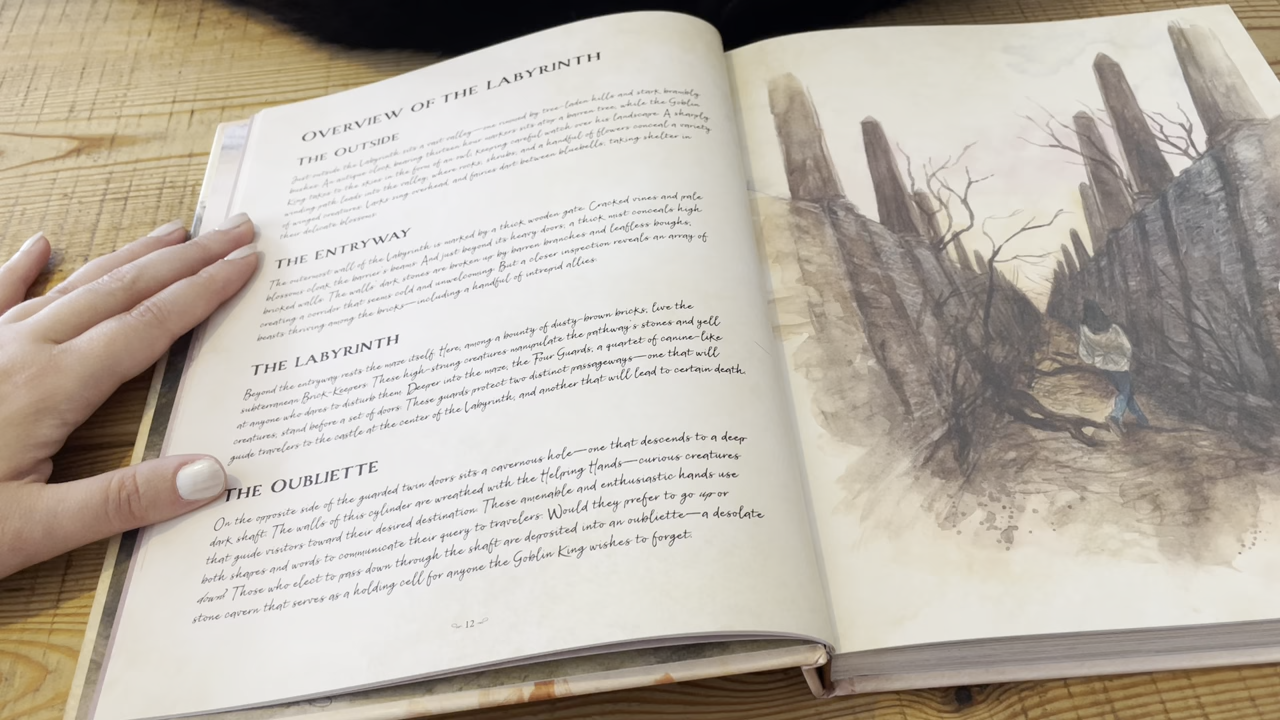 OVERVIEW OF THE LABYRINTH
THE OUTSIDE
Just outside the Labyrinth sits a vast valley—one ruined by tree-laden hills and stark, brambly
bushes. An antique clock bearing thirteen hour markers sits atop a barren tree, while the Goblin
King takes to the skies in the form of an owl, keeping careful watch over his landscape. A sharply
winding path leads into the valley, where rocks, shrubs, and a handful of flowers conceal a variety
of winged creatures. Larks sing overhead, and fairies dart between bluebells, taking shelter in
their delicate blossoms.
THE ENTRYWAY
The outermost wall of the Labyrinth is marked by a thick wooden gate. Cracked vines and pale
blossoms cloak the barrier's beams. And just beyond its heavy doors, a thick mist conceals high
bricked walls. The walls' dark stones are broken up by barren branches and leafless boughs,
creating a corridor that seems cold and unwelcoming. But a closer inspection reveals an array of
beasts thriving among the bricks—including a handful of intrepid allies.
THE LABYRINTH
Beyond the entryway rests the maze itself. Here, among a bounty of dusty-brown bricks, live the
subterranean Brick-Keepers. These high-strung creatures manipulate the pathway's stones and yell
at anyone who dares to disturb them. Deeper into the maze, the Four Guards, a quartet of canine-like
creatures, stand before a set of doors. These guards protect two distinct passageways—one that will
guide travelers to the castle at the center of the Labyrinth, and another that will lead to certain death.
THE OUBLIETTE
On the opposite side of the guarded twin doors sits a cavernous hole—one that descends to a deep
dark shaft. The walls of this cylinder are wreathed with the Helping Hands—curious creatures
that guide visitors toward their desired destination. These amenable and enthusiastic hands use
both shapes and words to communicate their query to travelers. Would they prefer to go up or
down? Those who elect to pass down through the shaft are deposited into an oubliette—a desolate
stone cavern that serves as a holding cell for anyone the Goblin King wishes to forget.
12